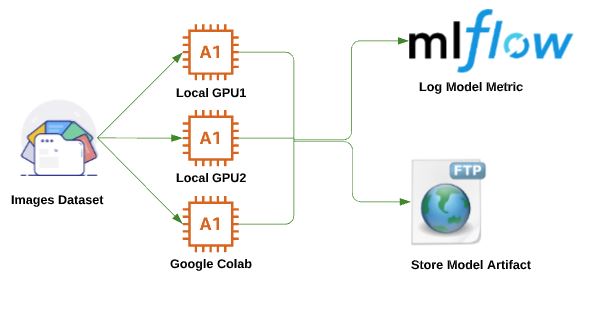 A1
Local GPU1
A1
Local GPU2
A1
Google Colab
Images Dataset
mlflow
Log Model Metric
FTP
Store Model Artifact